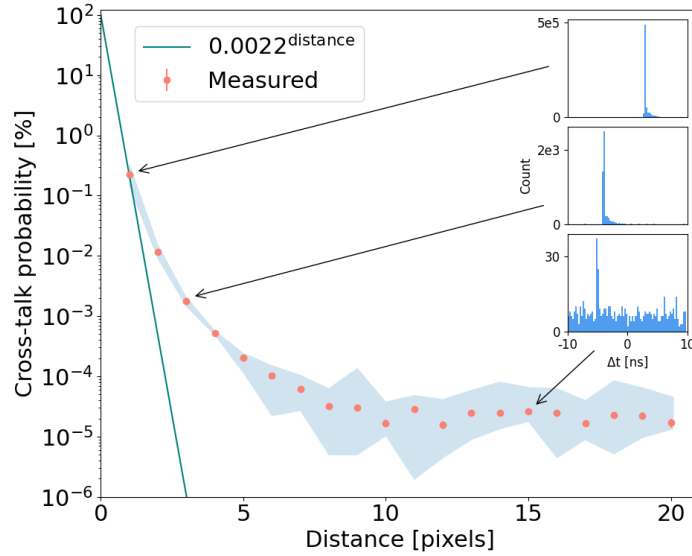 10²
10¹
10⁰
10⁻¹
10⁻²
10⁻³
10⁻⁴
10⁻⁵
10⁻⁶
Cross-talk probability [%]
0.0022^distance
Measured
5e5
0
2e3
0
Count
30
0
-10 0 10
Δt [ns]
0 5 10 15 20
Distance [pixels]